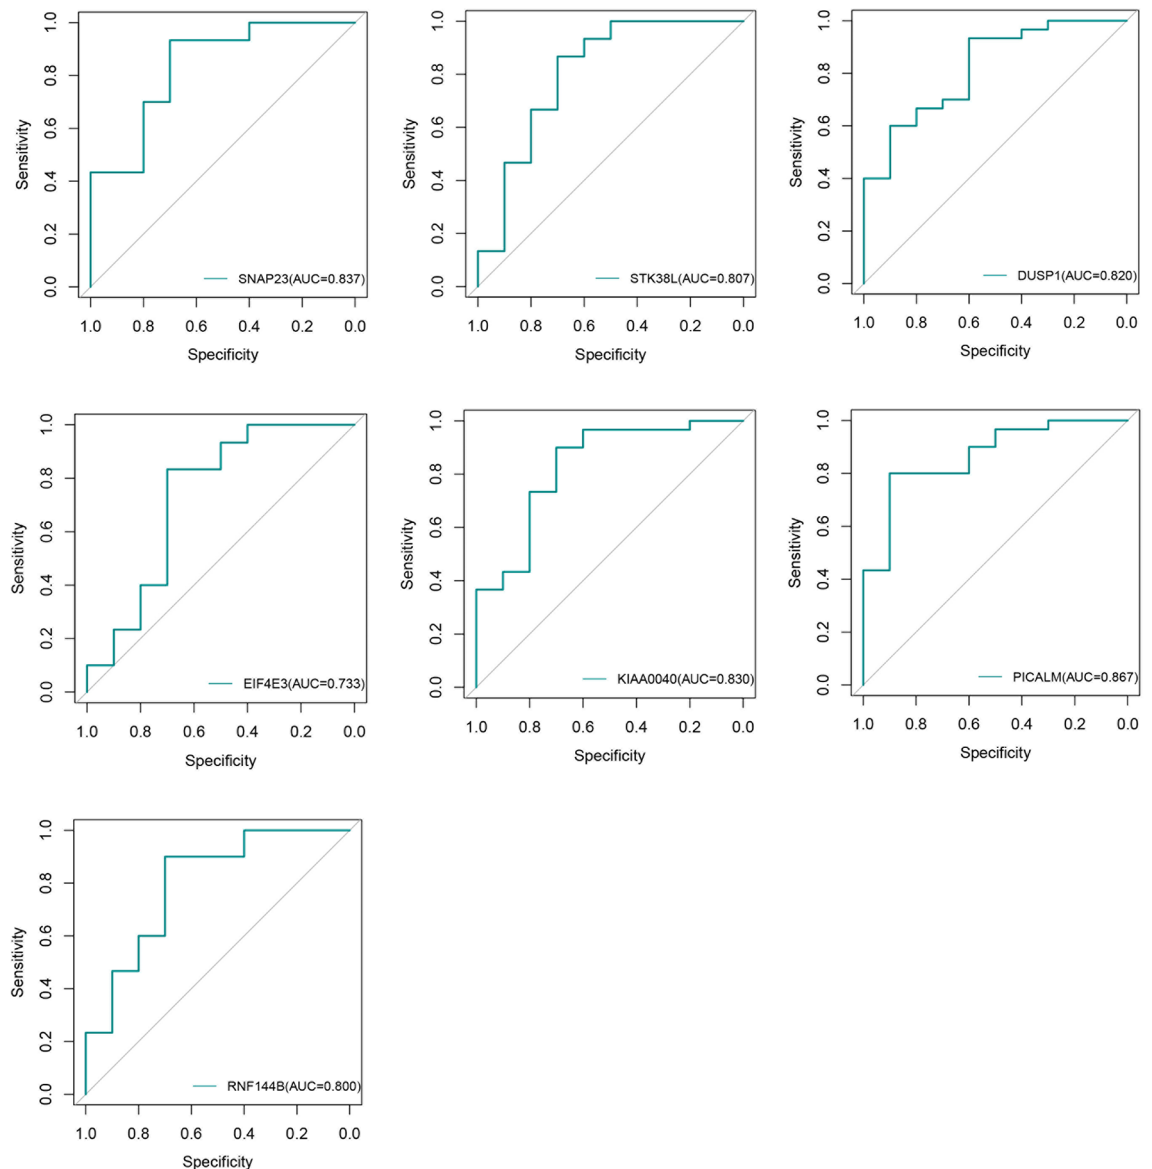 1.0
0.8
0.6
0.4
0.2
0.0
Sensitivity
SNAP23(AUC=0.837)
1.0 0.8 0.6 0.4 0.2 0.0
Specificity
1.0
0.8
0.6
0.4
0.2
0.0
Sensitivity
STK38L(AUC=0.807)
1.0 0.8 0.6 0.4 0.2 0.0
Specificity
1.0
0.8
0.6
0.4
0.2
0.0
Sensitivity
DUSP1(AUC=0.820)
1.0 0.8 0.6 0.4 0.2 0.0
Specificity
1.0
0.8
0.6
0.4
0.2
0.0
Sensitivity
EIF4E3(AUC=0.733)
1.0 0.8 0.6 0.4 0.2 0.0
Specificity
1.0
0.8
0.6
0.4
0.2
0.0
Sensitivity
KIAA0040(AUC=0.830)
1.0 0.8 0.6 0.4 0.2 0.0
Specificity
1.0
0.8
0.6
0.4
0.2
0.0
Sensitivity
PICALM(AUC=0.867)
1.0 0.8 0.6 0.4 0.2 0.0
Specificity
1.0
0.8
0.6
0.4
0.2
0.0
Sensitivity
RNF144B(AUC=0.800)
1.0 0.8 0.6 0.4 0.2 0.0
Specificity